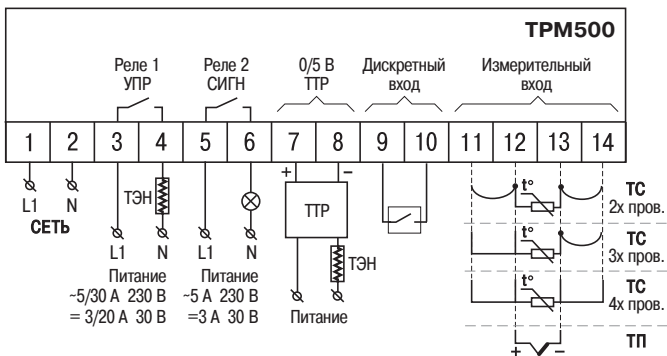 ТРМ500
Реле 1
УПР
Реле 2
СИГН
0/5 В
ТТР
Дискретный
вход
Измерительный
вход
1 2 3 4 5 6 7 8 9 10 11 12 13 14
+ –
L1 N
СЕТЬ
ТЭН
L1 N
Питание
~5/30 А 230 В
= 3/20 А 30 В
L1 N
Питание
~5 А 230 В
=3 А 30 В
ТТР
ТЭН
Питание
t°
ТС
2х пров.
t°
ТС
3х пров.
t°
ТС
4х пров.
+ –
ТП